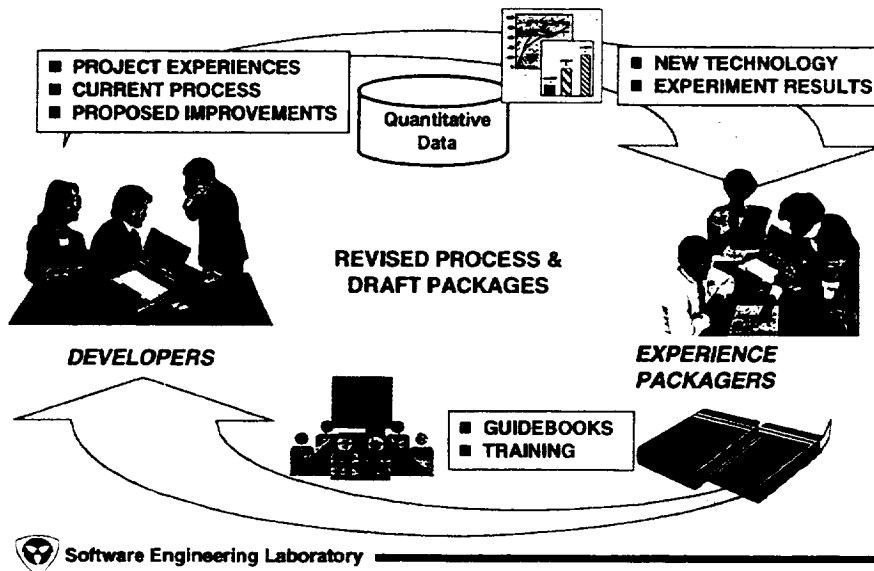 ■ PROJECT EXPERIENCES
■ CURRENT PROCESS
■ PROPOSED IMPROVEMENTS
■ NEW TECHNOLOGY
■ EXPERIMENT RESULTS
Quantitative
Data
REVISED PROCESS &
DRAFT PACKAGES
DEVELOPERS
EXPERIENCE
PACKAGERS
■ GUIDEBOOKS
■ TRAINING
Software Engineering Laboratory